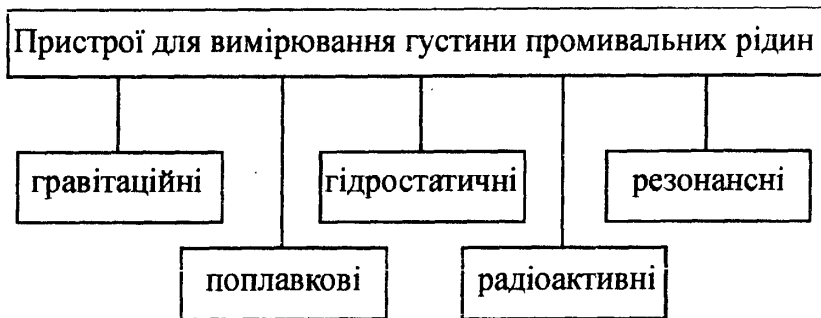 Пристрої для вимірювання густини промивальних рідин
гравітаційні
гідростатичні
резонансні
поплавкові
радіоактивні